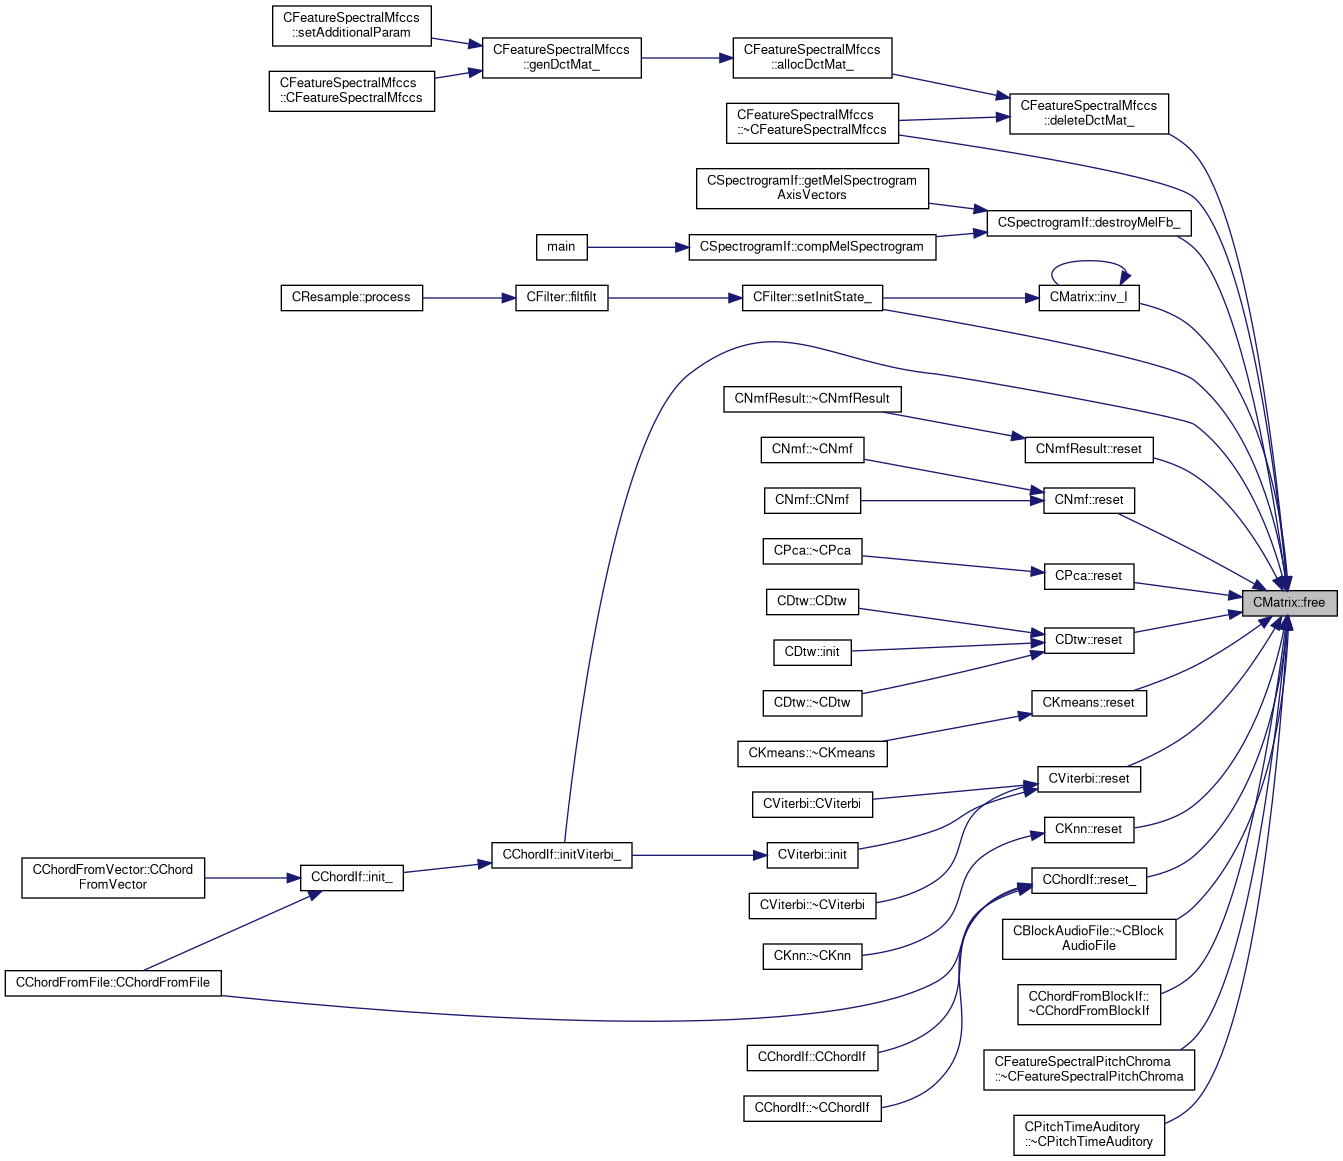 CFeatureSpectralMfccs
::setAdditionalParam
CFeatureSpectralMfccs
::genDctMat_
CFeatureSpectralMfccs
::allocDctMat_
CFeatureSpectralMfccs
::CFeatureSpectralMfccs
CFeatureSpectralMfccs
::deleteDctMat_
CFeatureSpectralMfccs
::~CFeatureSpectralMfccs
CSpectrogramIf::getMelSpectrogram
AxisVectors
CSpectrogramIf::destroyMelFb_
main
CSpectrogramIf::compMelSpectrogram
CResample::process
CFilter::filtfilt
CFilter::setInitState_
CMatrix::inv_I
CNmfResult::~CNmfResult
CNmfResult::reset
CNmf::~CNmf
CNmf::CNmf
CNmf::reset
CPca::~CPca
CPca::reset
CMatrix::free
CDtw::CDtw
CDtw::init
CDtw::reset
CDtw::~CDtw
CKmeans::reset
CKmeans::~CKmeans
CViterbi::reset
CViterbi::CViterbi
CKnn::reset
CChordIf::initViterbi_
CViterbi::init
CChordFromVector::CChord
FromVector
CChordIf::init_
CChordIf::reset_
CViterbi::~CViterbi
CBlockAudioFile::~CBlock
AudioFile
CKnn::~CKnn
CChordFromFile::CChordFromFile
CChordFromBlockIf::
~CChordFromBlockIf
CChordIf::CChordIf
CFeatureSpectralPitchChroma
::~CFeatureSpectralPitchChroma
CChordIf::~CChordIf
CPitchTimeAuditory
::~CPitchTimeAuditory